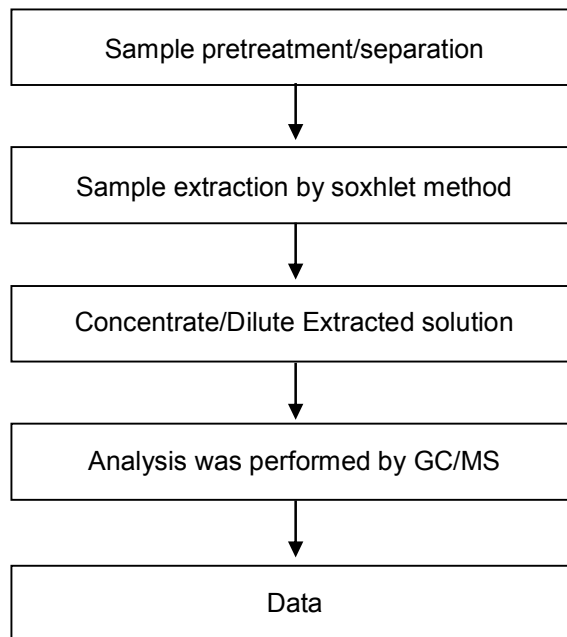 Sample pretreatment/separation
Sample extraction by soxhlet method
Concentrate/Dilute Extracted solution
Analysis was performed by GC/MS
Data